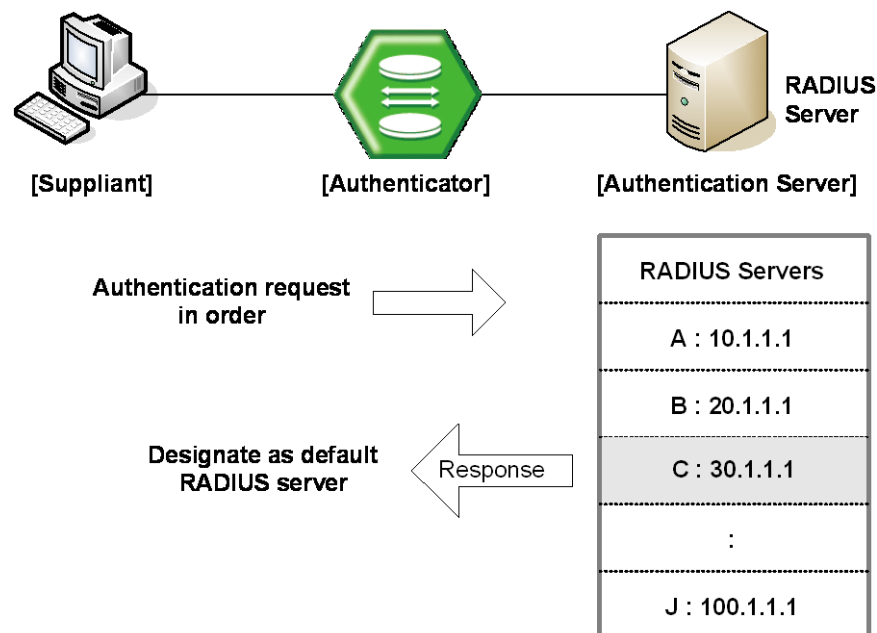 RADIUS
Server
[Suppliant]
[Authenticator]
[Authentication Server]
Authentication request
in order
RADIUS Servers
A : 10.1.1.1
B : 20.1.1.1
Designate as default
RADIUS server
Response
C : 30.1.1.1
:
J : 100.1.1.1